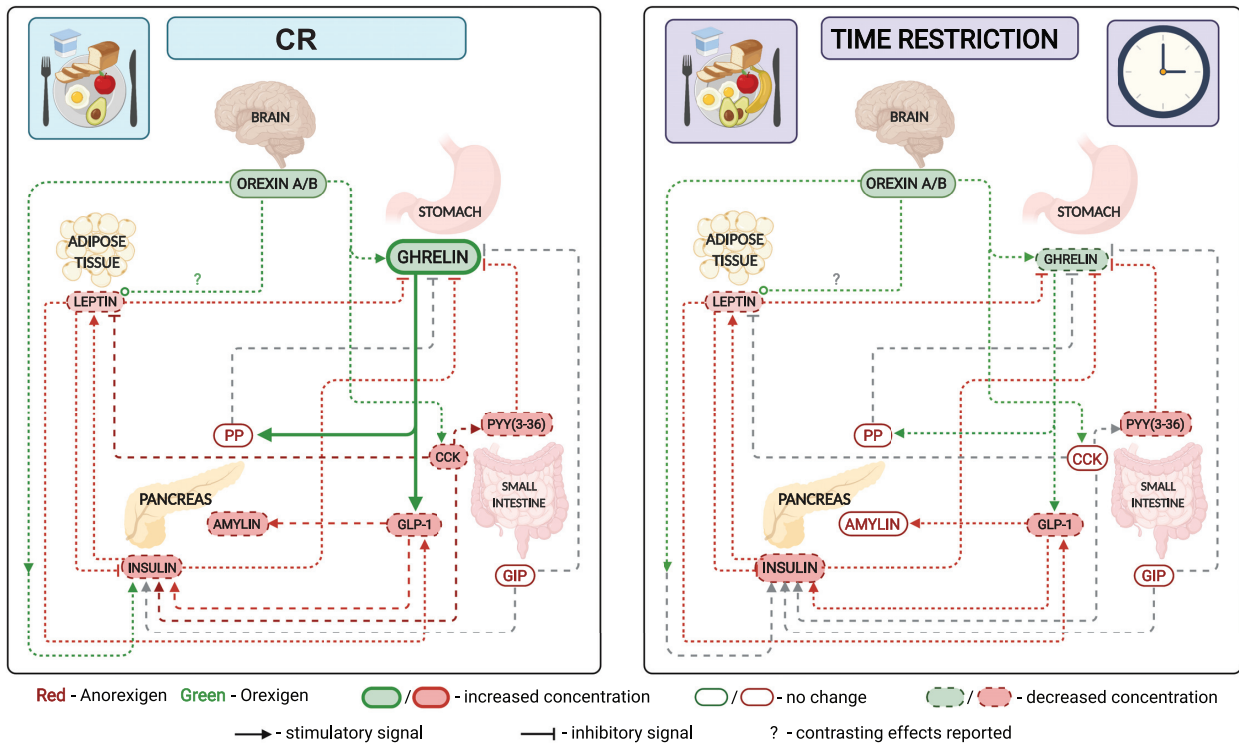 CR
BRAIN
OREXIN A/B
STOMACH
ADIPOSE
TISSUE
GHRELIN
?
LEPTIN
PP
PYY(3-36)
CCK
SMALL
INTESTINE
PANCREAS
AMYLIN
GLP-1
INSULIN
GIP
TIME RESTRICTION
BRAIN
OREXIN A/B
STOMACH
ADIPOSE
TISSUE
GHRELIN
?
LEPTIN
PP
PYY(3-36)
CCK
SMALL
INTESTINE
PANCREAS
AMYLIN
GLP-1
INSULIN
GIP
Red - Anorexigen Green - Orexigen / - increased concentration / - no change / - decreased concentration
- stimulatory signal - inhibitory signal ? - contrasting effects reported